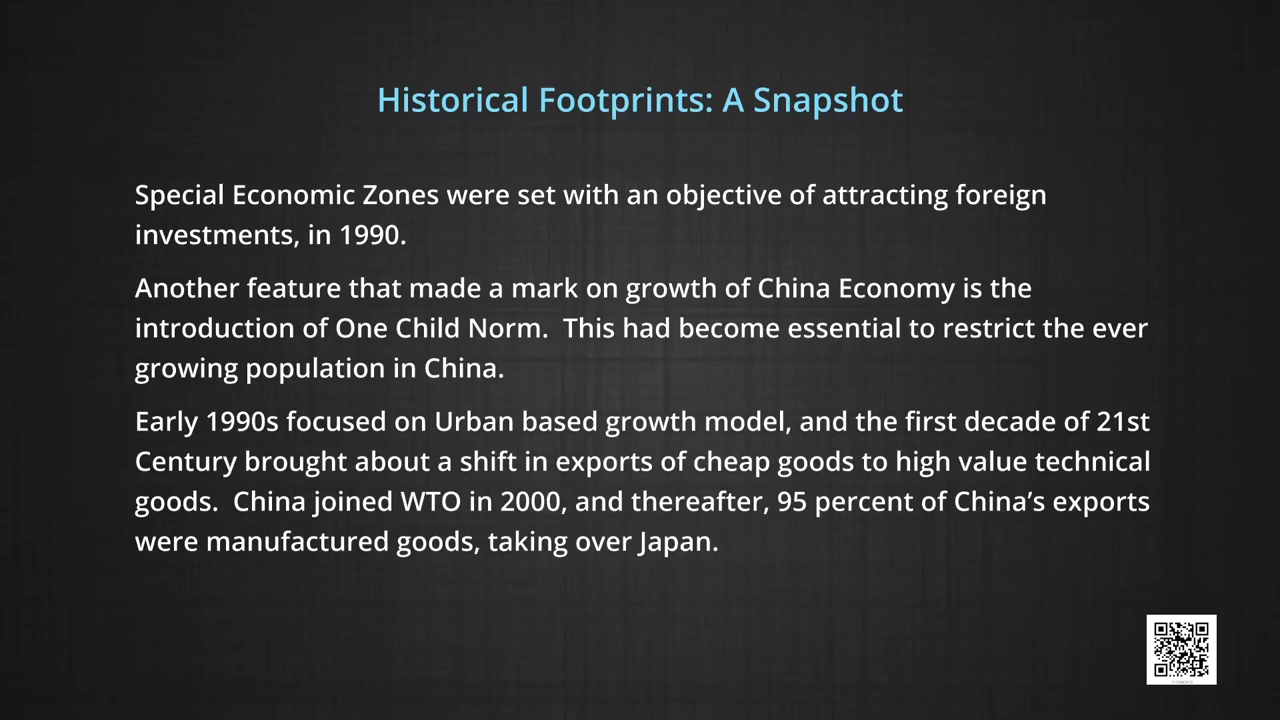 Historical Footprints: A Snapshot
Special Economic Zones were set with an objective of attracting foreign
investments, in 1990.
Another feature that made a mark on growth of China Economy is the
introduction of One Child Norm.  This had become essential to restrict the ever
growing population in China.
Early 1990s focused on Urban based growth model, and the first decade of 21st
Century brought about a shift in exports of cheap goods to high value technical
goods.  China joined WTO in 2000, and thereafter, 95 percent of China’s exports
were manufactured goods, taking over Japan.